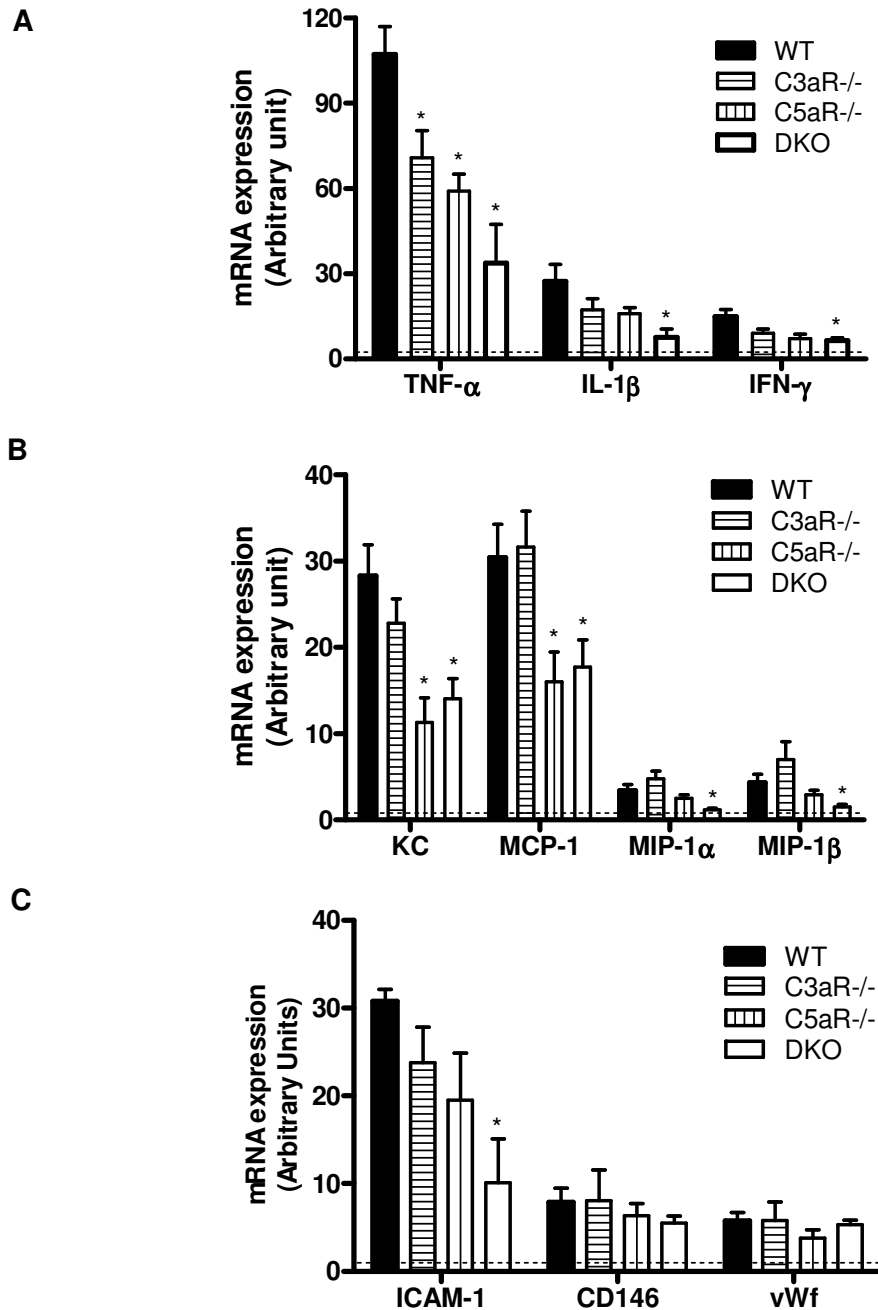 A
mRNA expression
(Arbitrary unit)
120
90
60
30
0
WT
C3aR-/-
C5aR-/-
DKO
*
*
*
*
*
TNF-α IL-1β IFN-γ
B
mRNA expression
(Arbitrary unit)
40
30
20
10
0
WT
C3aR-/-
C5aR-/-
DKO
*
*
*
*
*
*
KC MCP-1 MIP-1α MIP-1β
C
mRNA expression
(Arbitrary Units)
40
30
20
10
0
WT
C3aR-/-
C5aR-/-
DKO
*
ICAM-1 CD146 vWf